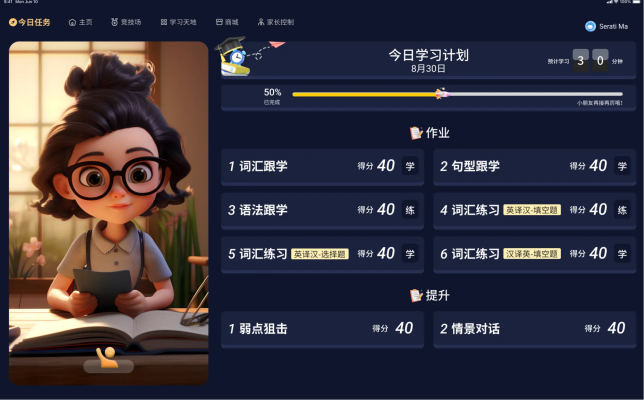 9:41 Mon Jun 10
100%
今日任务 主页 竞技场 学习天地 商城 家长控制
Serati Ma
今日学习计划
8月30日
预计学习 3 0 分钟
50%
已完成
小朋友再接再厉哦!
作业
1 词汇跟学 得分 40 学
2 句型跟学 得分 40 学
3 语法跟学 得分 40 练
4 词汇练习 英译汉-填空题 得分 40 练
5 词汇练习 英译汉-选择题 得分 40 学
6 词汇练习 汉译英-填空题 得分 40 学
提升
1 弱点狙击 得分 40
2 情景对话 得分 40